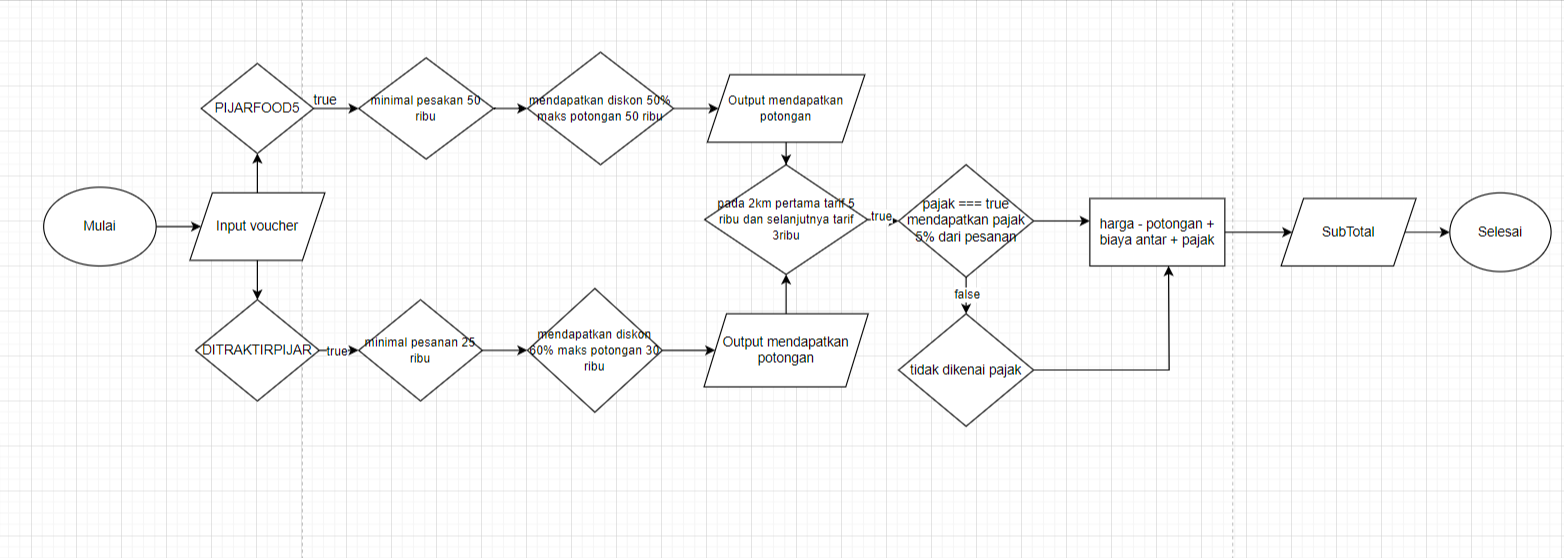 PIJARFOOD5
true
minimal pesakan 50
ribu
mendapatkan diskon 50%
maks potongan 50 ribu
Output mendapatkan
potongan
Mulai
Input voucher
pada 2km pertama tarif 5
ribu dan selanjutnya tarif
3ribu
true
pajak === true
mendapatkan pajak
5% dari pesanan
harga - potongan +
biaya antar + pajak
SubTotal
Selesai
false
DITRAKTIRPIJAR
true
minimal pesanan 25
ribu
mendapatkan diskon
60% maks potongan 30
ribu
Output mendapatkan
potongan
tidak dikenai pajak